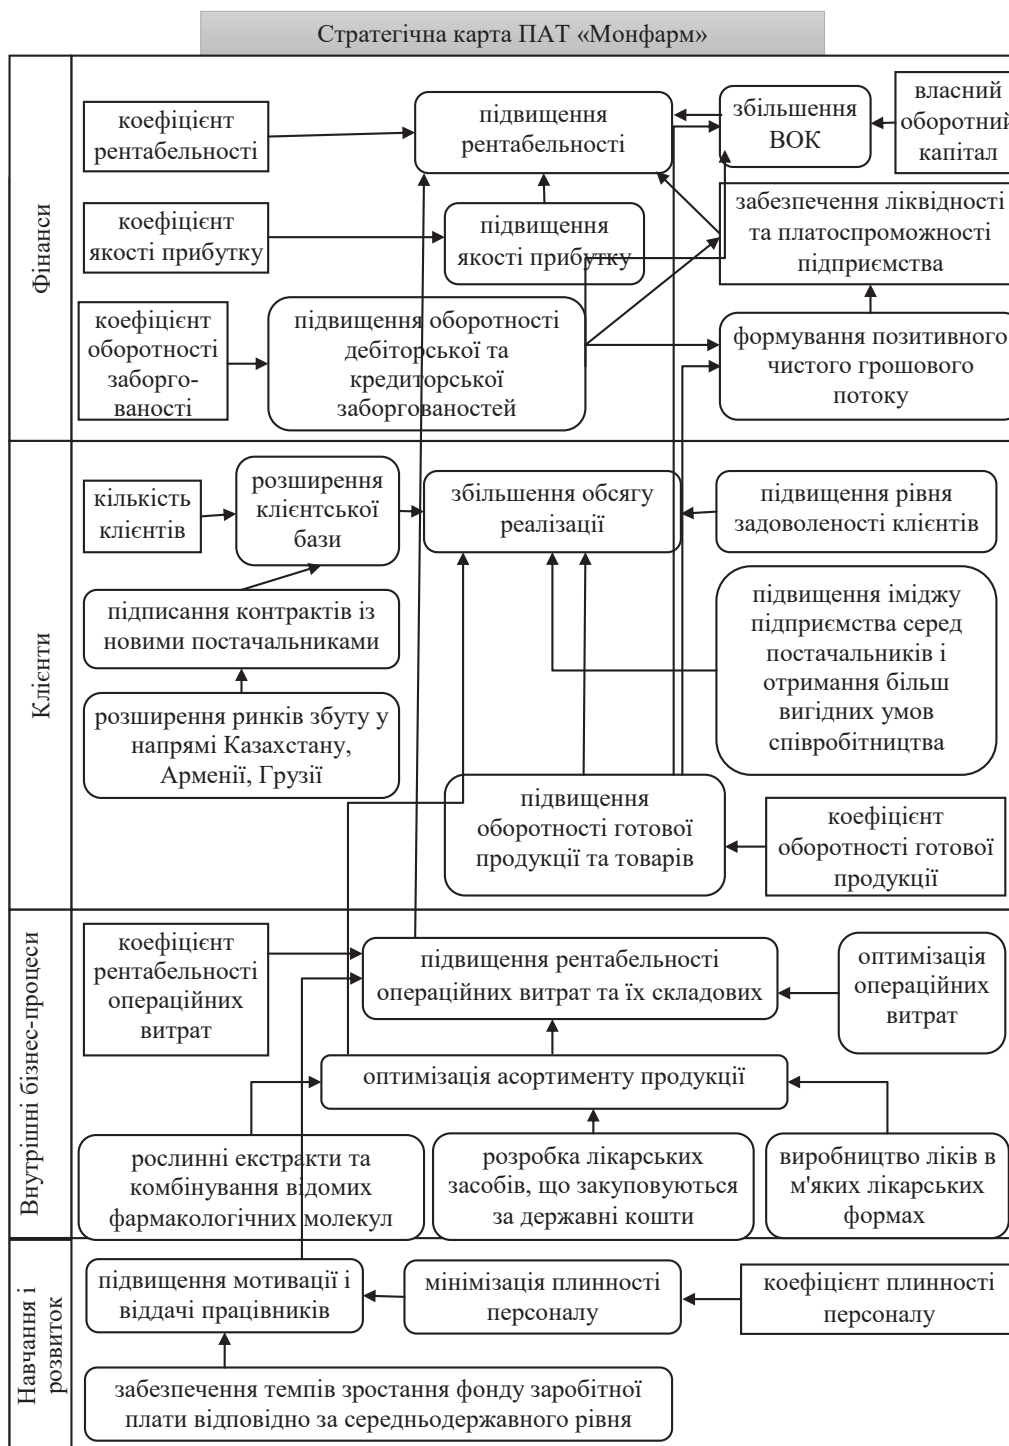 Стратегічна карта ПАТ «Монфарм»
Фінанси
коефіцієнт
рентабельності
підвищення
рентабельності
збільшення
ВОК
власний
оборотний
капітал
коефіцієнт
якості прибутку
підвищення
якості прибутку
забезпечення ліквідності
та платоспроможності
підприємства
коефіцієнт
оборотності
заборго-
ваності
підвищення оборотності
дебіторської та
кредиторської
заборгованостей
формування позитивного
чистого грошового
потоку
Клієнти
кількість
клієнтів
розширення
клієнтської
бази
збільшення обсягу
реалізації
підвищення рівня
задоволеності клієнтів
підписання контрактів із
новими постачальниками
підвищення іміджу
підприємства серед
постачальників і
отримання більш
вигідних умов
співробітництва
розширення ринків збуту у
напрямі Казахстану,
Арменії, Грузії
підвищення
оборотності готової
продукції та товарів
коефіцієнт
оборотності готової
продукції
Внутрішні бізнес-процеси
коефіцієнт
рентабельності
операційних
витрат
підвищення рентабельності
операційних витрат та їх складових
оптимізація
операційних
витрат
оптимізація асортименту продукції
рослинні екстракти та
комбінування відомих
фармакологічних молекул
розробка лікарських
засобів, що закуповуються
за державні кошти
виробництво ліків в
м'яких лікарських
формах
Навчання і
розвиток
підвищення мотивації і
віддачі працівників
мінімізація плинності
персоналу
коефіцієнт плинності
персоналу
забезпечення темпів зростання фонду заробітної
плати відповідно за середньодержавного рівня